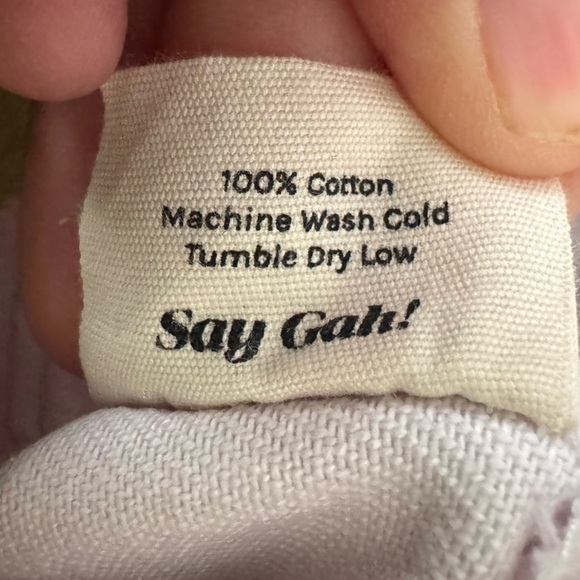 100% Cotton
Machine Wash Cold
Tumble Dry Low
Say Gah!